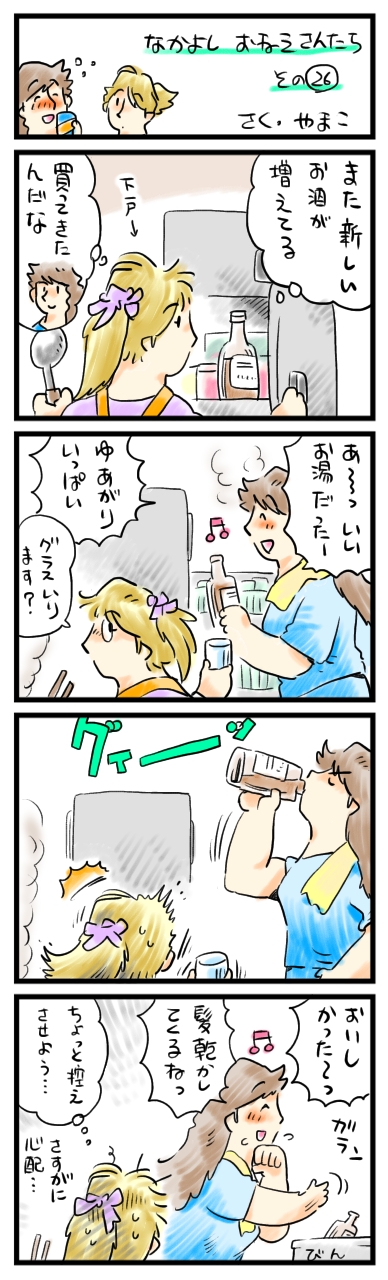 なかよし おねえさんたち
その㉖
さく・やまこ
また新しい
お酒が
増えてる
下戸→
買ってきた
んだな
あ〜っいい
お湯だったー
ゆあがり
いっぱい
グラスいり
ます？
グイーッ
おいし
かった〜っ
髪乾かし
てくるねっ
ガラン
びん
ちょっと控え
させよう…
さすがに
心配…